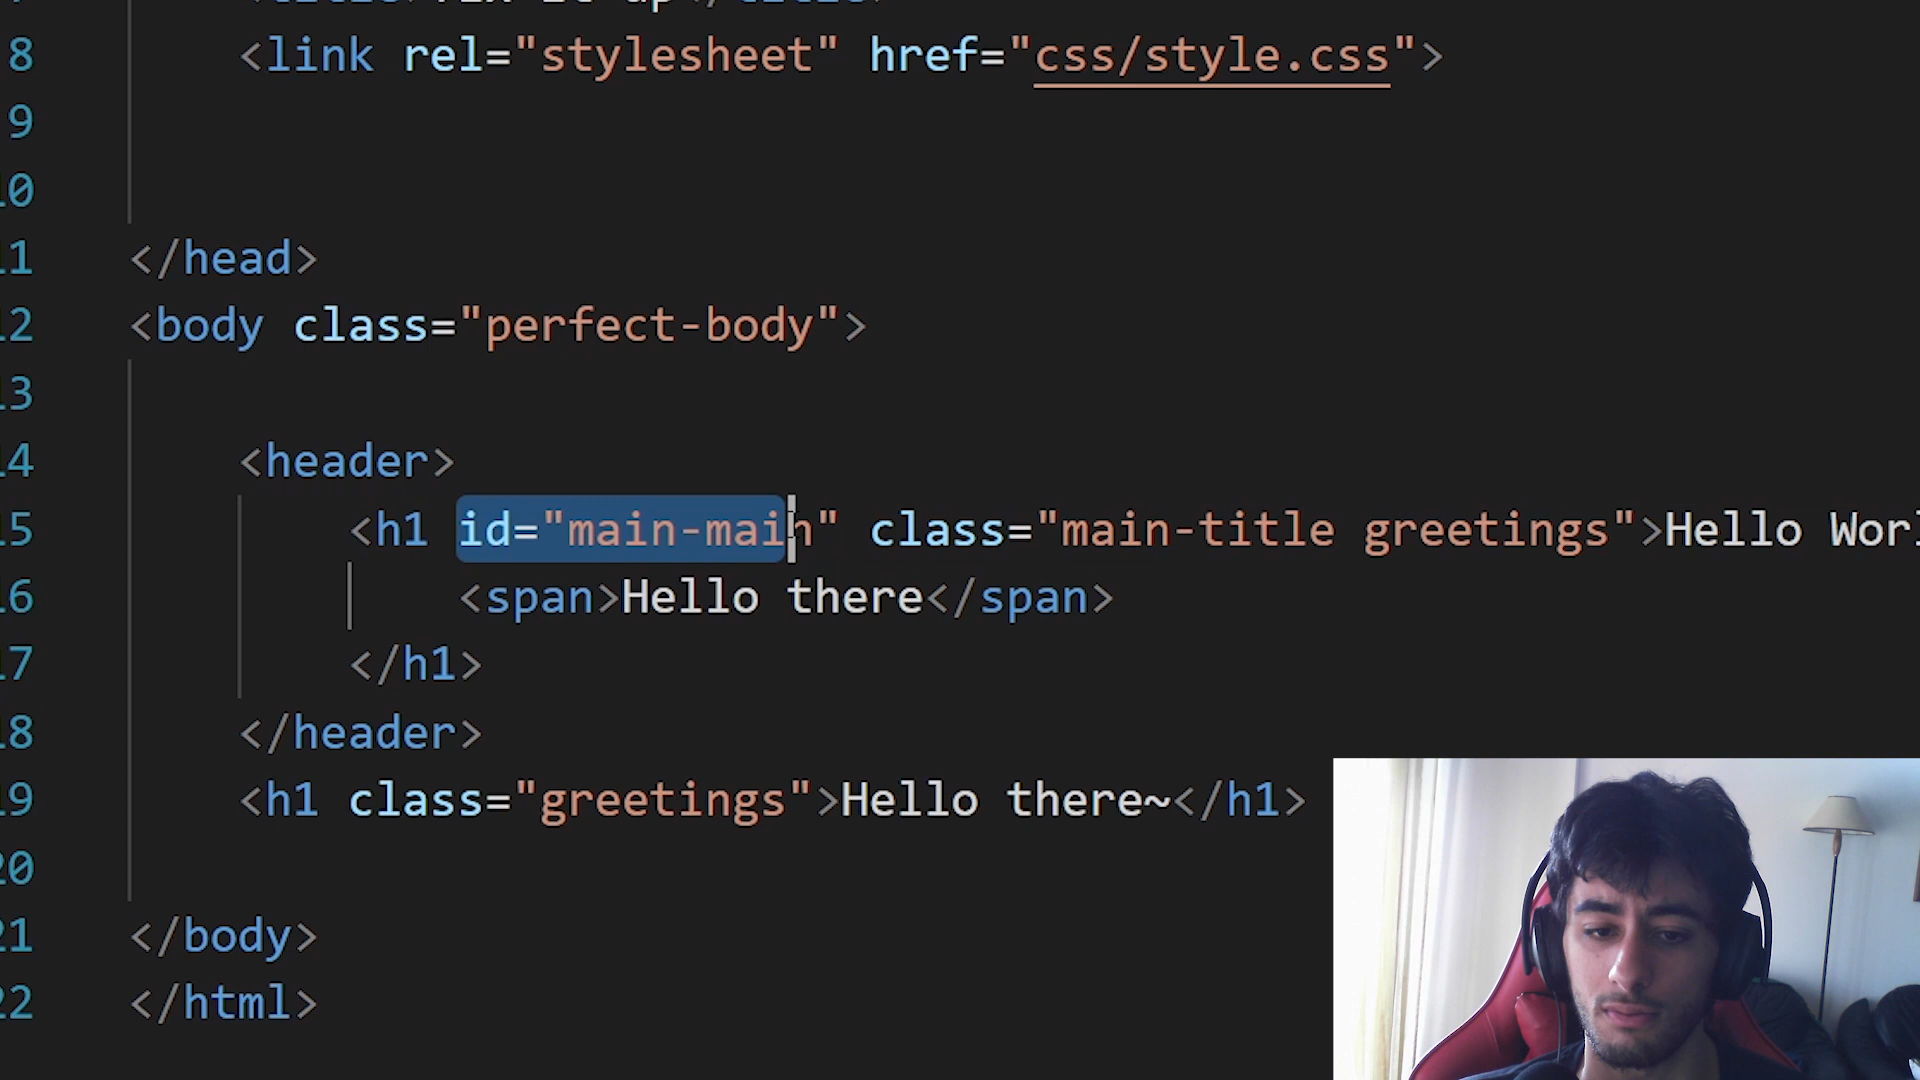 8 <link rel="stylesheet" href="css/style.css">
9
10
11 </head>
12 <body class="perfect-body">
13
14 <header>
15 <h1 id="main-main" class="main-title greetings">Hello Worl
16 <span>Hello there</span>
17 </h1>
18 </header>
19 <h1 class="greetings">Hello there~</h1>
20
21 </body>
22 </html>